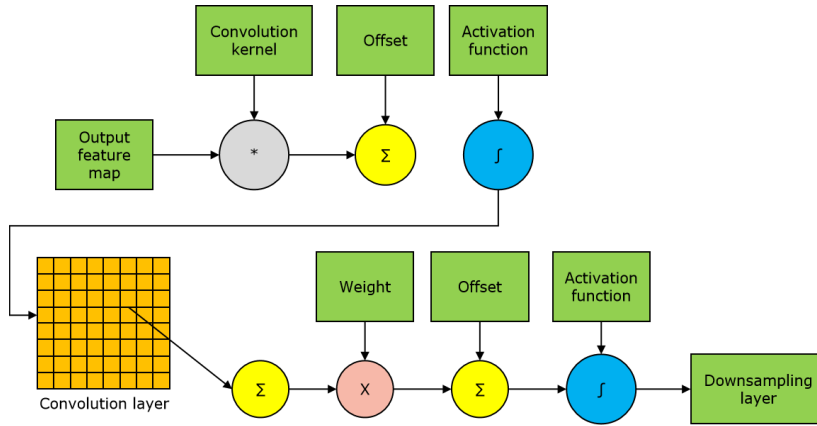 Convolution
kernel
Offset
Activation
function
Output
feature
map
*
Σ
∫
Weight
Offset
Activation
function
Σ
X
Σ
∫
Downsampling
layer
Convolution layer